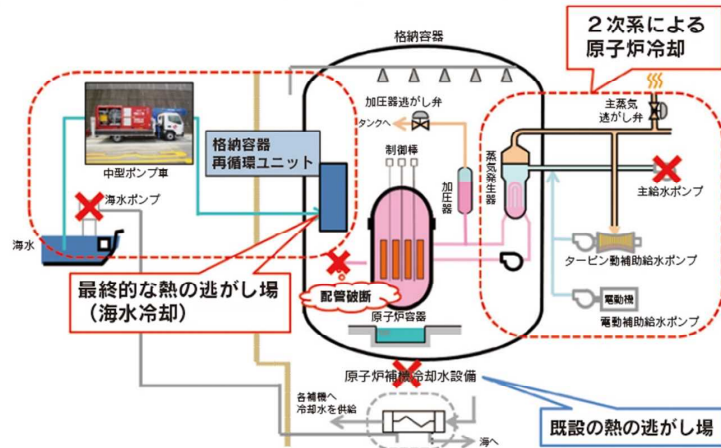 格納容器
2次系による
原子炉冷却
加圧器逃がし弁
タンクへ
主蒸気
逃がし弁
格納容器
再循環ユニット
制御棒
加圧器
蒸気発生器
中型ポンプ車
海水ポンプ
主給水ポンプ
海水
タービン動補助給水ポンプ
最終的な熱の逃がし場
（海水冷却）
配管破断
電動機
原子炉容器
電動補助給水ポンプ
原子炉補機冷却水設備
各補機へ
冷却水を供給
既設の熱の逃がし場
海へ